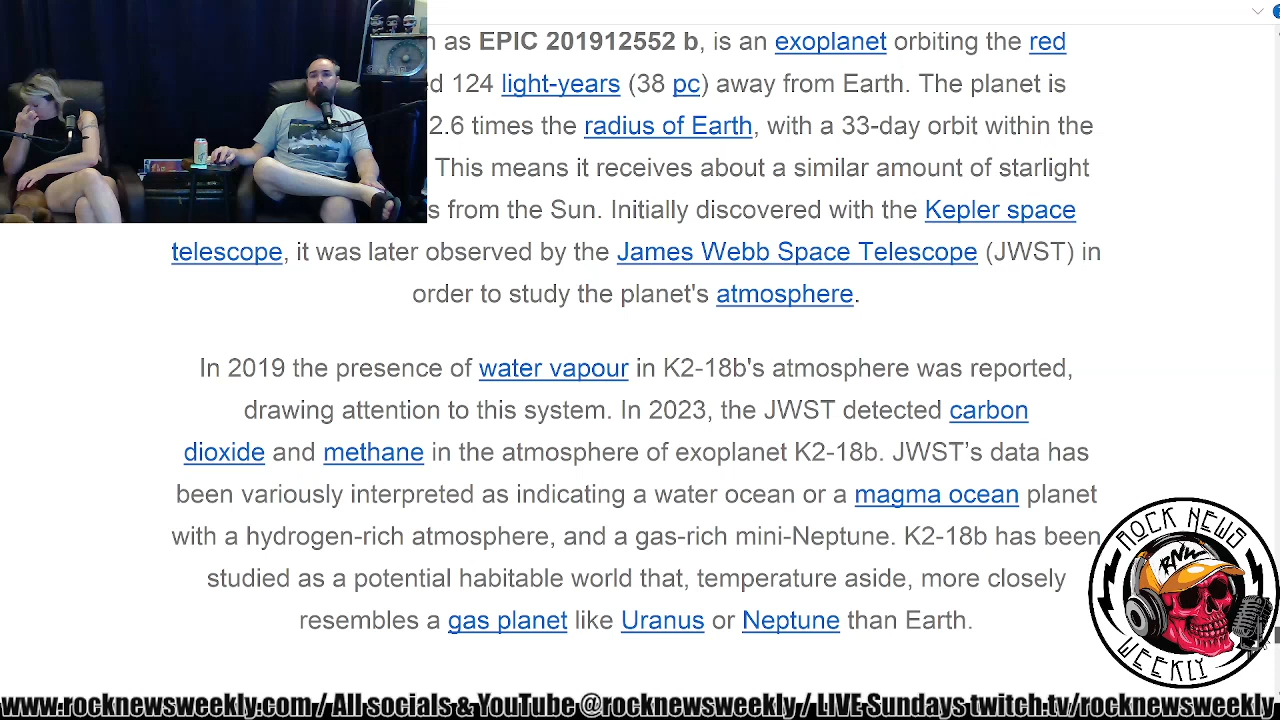 n as EPIC 201912552 b, is an exoplanet orbiting the red
d 124 light-years (38 pc) away from Earth. The planet is
2.6 times the radius of Earth, with a 33-day orbit within the
This means it receives about a similar amount of starlight
s from the Sun. Initially discovered with the Kepler space
telescope, it was later observed by the James Webb Space Telescope (JWST) in
order to study the planet's atmosphere.
In 2019 the presence of water vapour in K2-18b's atmosphere was reported,
drawing attention to this system. In 2023, the JWST detected carbon
dioxide and methane in the atmosphere of exoplanet K2-18b. JWST’s data has
been variously interpreted as indicating a water ocean or a magma ocean planet
with a hydrogen-rich atmosphere, and a gas-rich mini-Neptune. K2-18b has been
studied as a potential habitable world that, temperature aside, more closely
resembles a gas planet like Uranus or Neptune than Earth.
ROCK NEWS
RNW
WEEKLY
www.rocknewsweekly.com / All socials & YouTube @rocknewsweekly / LIVE Sundays twitch.tv/rocknewsweekly